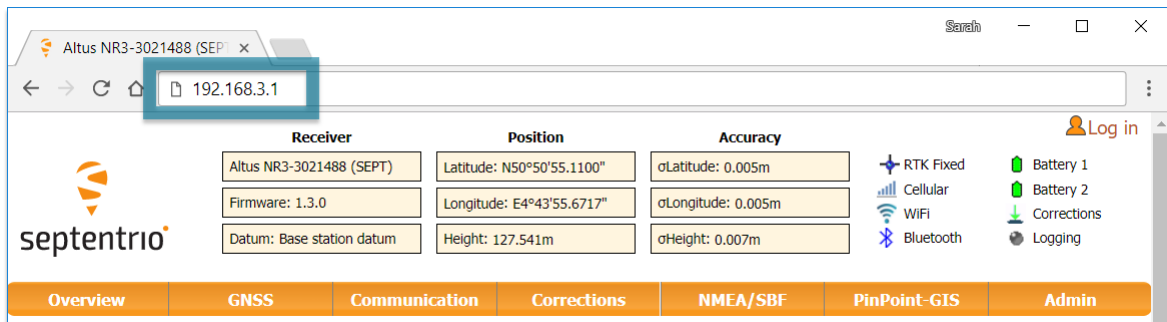 Sarah
Altus NR3-3021488 (SEPT
192.168.3.1
Log in
Receiver Position Accuracy
Altus NR3-3021488 (SEPT) Latitude: N50°50'55.1100" σLatitude: 0.005m RTK Fixed Battery 1
Firmware: 1.3.0 Longitude: E4°43'55.6717" σLongitude: 0.005m Cellular Battery 2
WiFi Corrections
Datum: Base station datum Height: 127.541m σHeight: 0.007m Bluetooth Logging
septentrio
Overview GNSS Communication Corrections NMEA/SBF PinPoint-GIS Admin